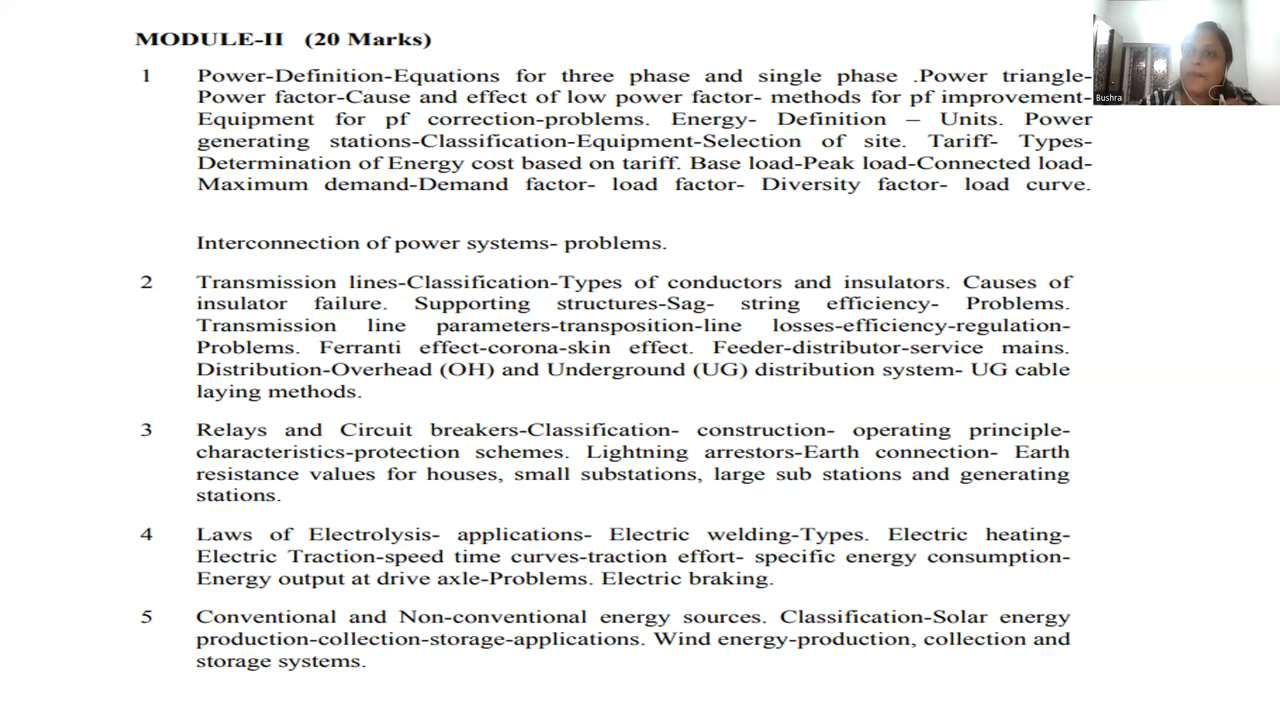 MODULE-II (20 Marks)
1 Power-Definition-Equations for three phase and single phase .Power triangle-
Power factor-Cause and effect of low power factor- methods for pf improvement-
Equipment for pf correction-problems. Energy- Definition – Units. Power
generating stations-Classification-Equipment-Selection of site. Tariff- Types-
Determination of Energy cost based on tariff. Base load-Peak load-Connected load-
Maximum demand-Demand factor- load factor- Diversity factor- load curve.
Interconnection of power systems- problems.
2 Transmission lines-Classification-Types of conductors and insulators. Causes of
insulator failure. Supporting structures-Sag- string efficiency- Problems.
Transmission line parameters-transposition-line losses-efficiency-regulation-
Problems. Ferranti effect-corona-skin effect. Feeder-distributor-service mains.
Distribution-Overhead (OH) and Underground (UG) distribution system- UG cable
laying methods.
3 Relays and Circuit breakers-Classification- construction- operating principle-
characteristics-protection schemes. Lightning arrestors-Earth connection- Earth
resistance values for houses, small substations, large sub stations and generating
stations.
4 Laws of Electrolysis- applications- Electric welding-Types. Electric heating-
Electric Traction-speed time curves-traction effort- specific energy consumption-
Energy output at drive axle-Problems. Electric braking.
5 Conventional and Non-conventional energy sources. Classification-Solar energy
production-collection-storage-applications. Wind energy-production, collection and
storage systems.
Bushra